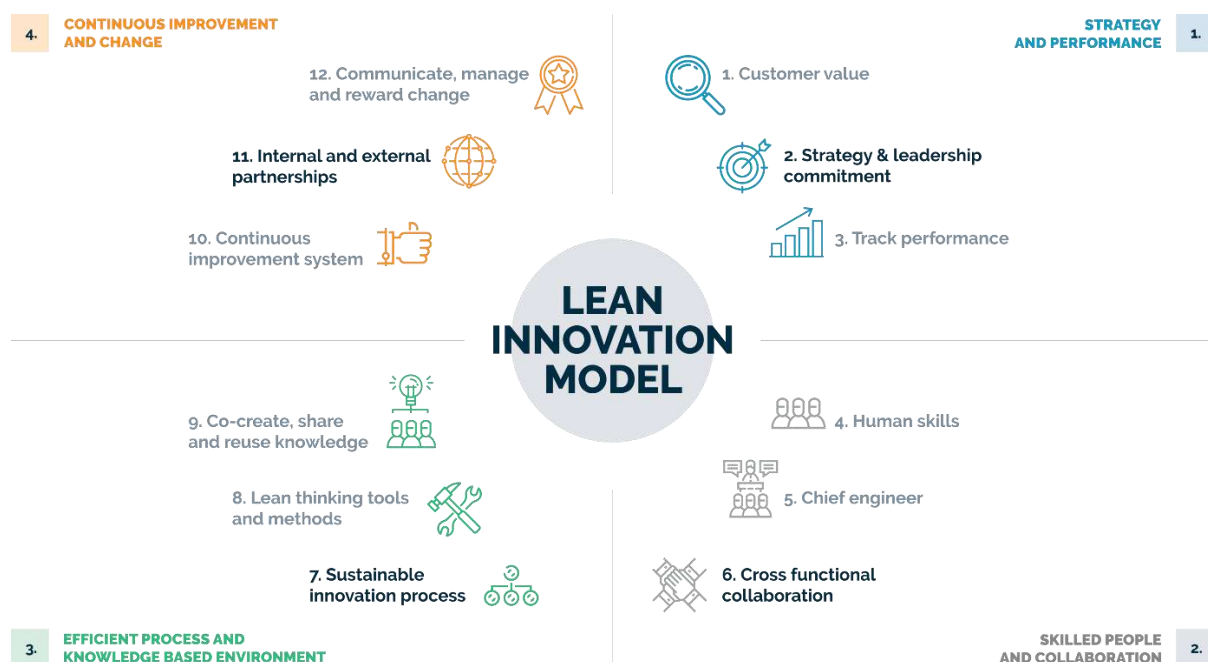 4.
CONTINUOUS IMPROVEMENT
AND CHANGE
STRATEGY
AND PERFORMANCE
1.
12. Communicate, manage
and reward change
1. Customer value
11. Internal and external
partnerships
2. Strategy & leadership
commitment
10. Continuous
improvement system
3. Track performance
LEAN
INNOVATION
MODEL
9. Co-create, share
and reuse knowledge
4. Human skills
8. Lean thinking tools
and methods
5. Chief engineer
7. Sustainable
innovation process
6. Cross functional
collaboration
3.
EFFICIENT PROCESS AND
KNOWLEDGE BASED ENVIRONMENT
SKILLED PEOPLE
AND COLLABORATION
2.